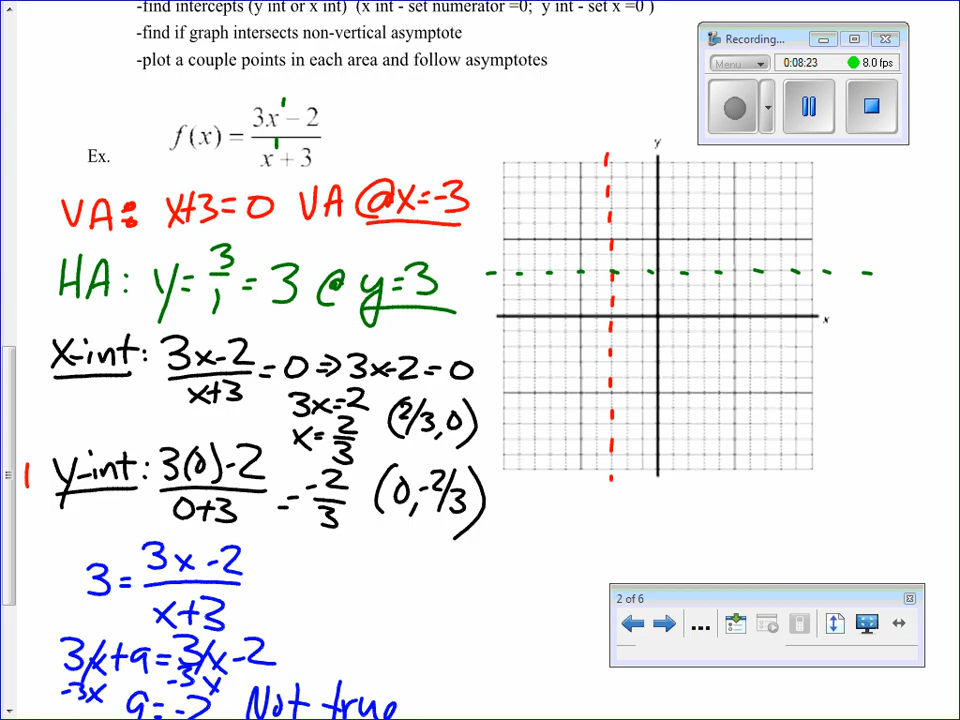 -find intercepts (y int or x int) (x int - set numerator =0; y int - set x =0 )
-find if graph intersects non-vertical asymptote
-plot a couple points in each area and follow asymptotes
Recording...
Menu
00:08:23
8.0 fps
Ex.
f(x) = (3x - 2)/(x + 3)
y
x
VA: x+3=0 VA @x=-3
HA: y= 3/1 = 3 @ y=3
x-int: (3x-2)/(x+3) = 0 ⇒ 3x-2=0
3x=2
x= 2/3
(2/3,0)
y-int: (3(0)-2)/(0+3) = -2/3 (0,-2/3)
3 = (3x-2)/(x+3)
3x+9=3x-2
-3x -3x
9=-2 Not true
2 of 6
...